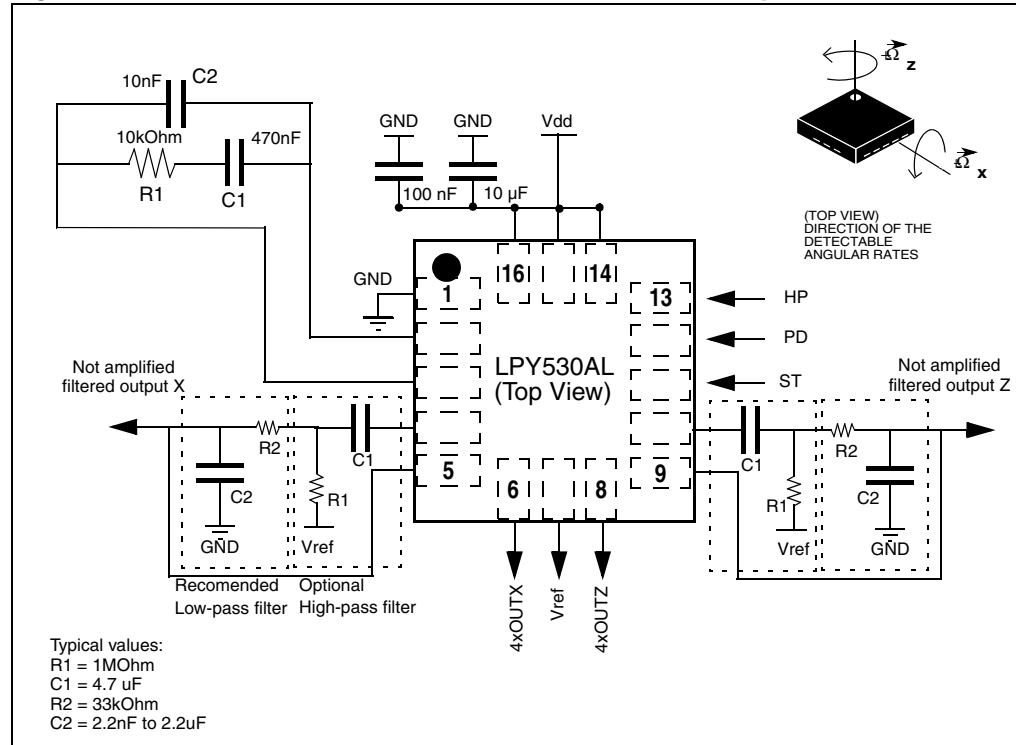 10nF
C2
10kOhm
470nF
R1
C1
GND
GND
Vdd
100 nF
10 µF
+Ω z
+Ω x
(TOP VIEW)
DIRECTION OF THE
DETECTABLE
ANGULAR RATES
GND
1
16
14
13
HP
PD
ST
LPY530AL
(Top View)
Not amplified
filtered output X
Not amplified
filtered output Z
R2
C1
C2
R1
GND
Vref
5
6
8
9
C1
R2
R1
C2
Vref
GND
Recomended
Low-pass filter
Optional
High-pass filter
4xOUTX
Vref
4xOUTZ
Typical values:
R1 = 1MOhm
C1 = 4.7 uF
R2 = 33kOhm
C2 = 2.2nF to 2.2uF